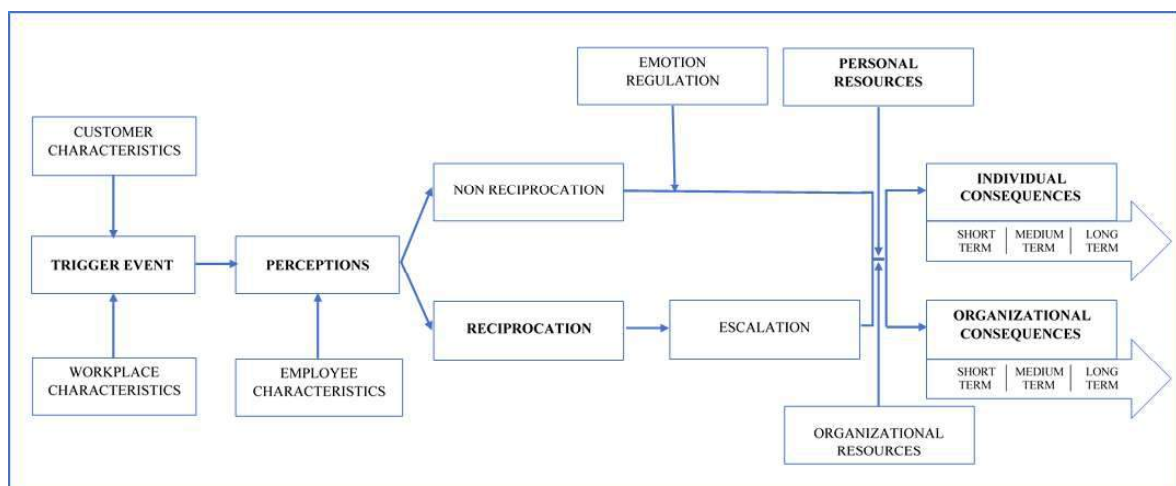 EMOTION
REGULATION
PERSONAL
RESOURCES
CUSTOMER
CHARACTERISTICS
NON RECIPROCATION
INDIVIDUAL
CONSEQUENCES
SHORT TERM
MEDIUM TERM
LONG TERM
TRIGGER EVENT
PERCEPTIONS
RECIPROCATION
ESCALATION
ORGANIZATIONAL
CONSEQUENCES
SHORT TERM
MEDIUM TERM
LONG TERM
WORKPLACE
CHARACTERISTICS
EMPLOYEE
CHARACTERISTICS
ORGANIZATIONAL
RESOURCES